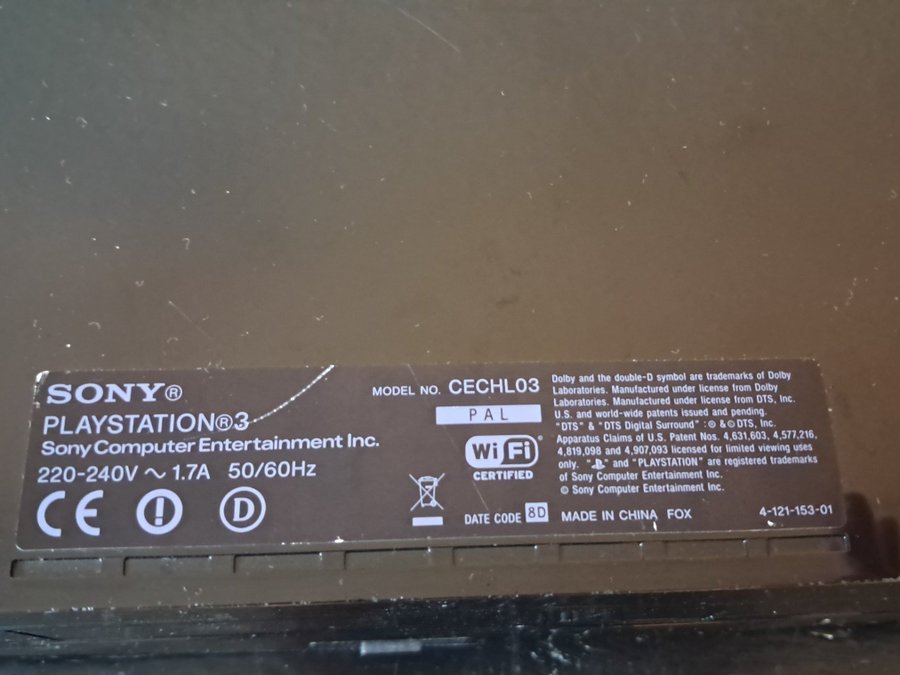 SONY®
PLAYSTATION®3
Sony Computer Entertainment Inc.
220-240V ~ 1.7A 50/60Hz
CE
D
MODEL NO. CECHL03
PAL
Wi Fi®
CERTIFIED
DATE CODE 8D
MADE IN CHINA FOX
Dolby and the double-D symbol are trademarks of Dolby
Laboratories. Manufactured under license from Dolby
Laboratories. Manufactured under license from DTS, Inc.
U.S. and world-wide patents issued and pending.
"DTS" & "DTS Digital Surround" : ® & © DTS, Inc.
Apparatus Claims of U.S. Patent Nos. 4,631,603, 4,577,216,
4,819,098 and 4,907,093 licensed for limited viewing uses
only. " " and "PLAYSTATION" are registered trademarks
of Sony Computer Entertainment Inc.
© Sony Computer Entertainment Inc.
4-121-153-01